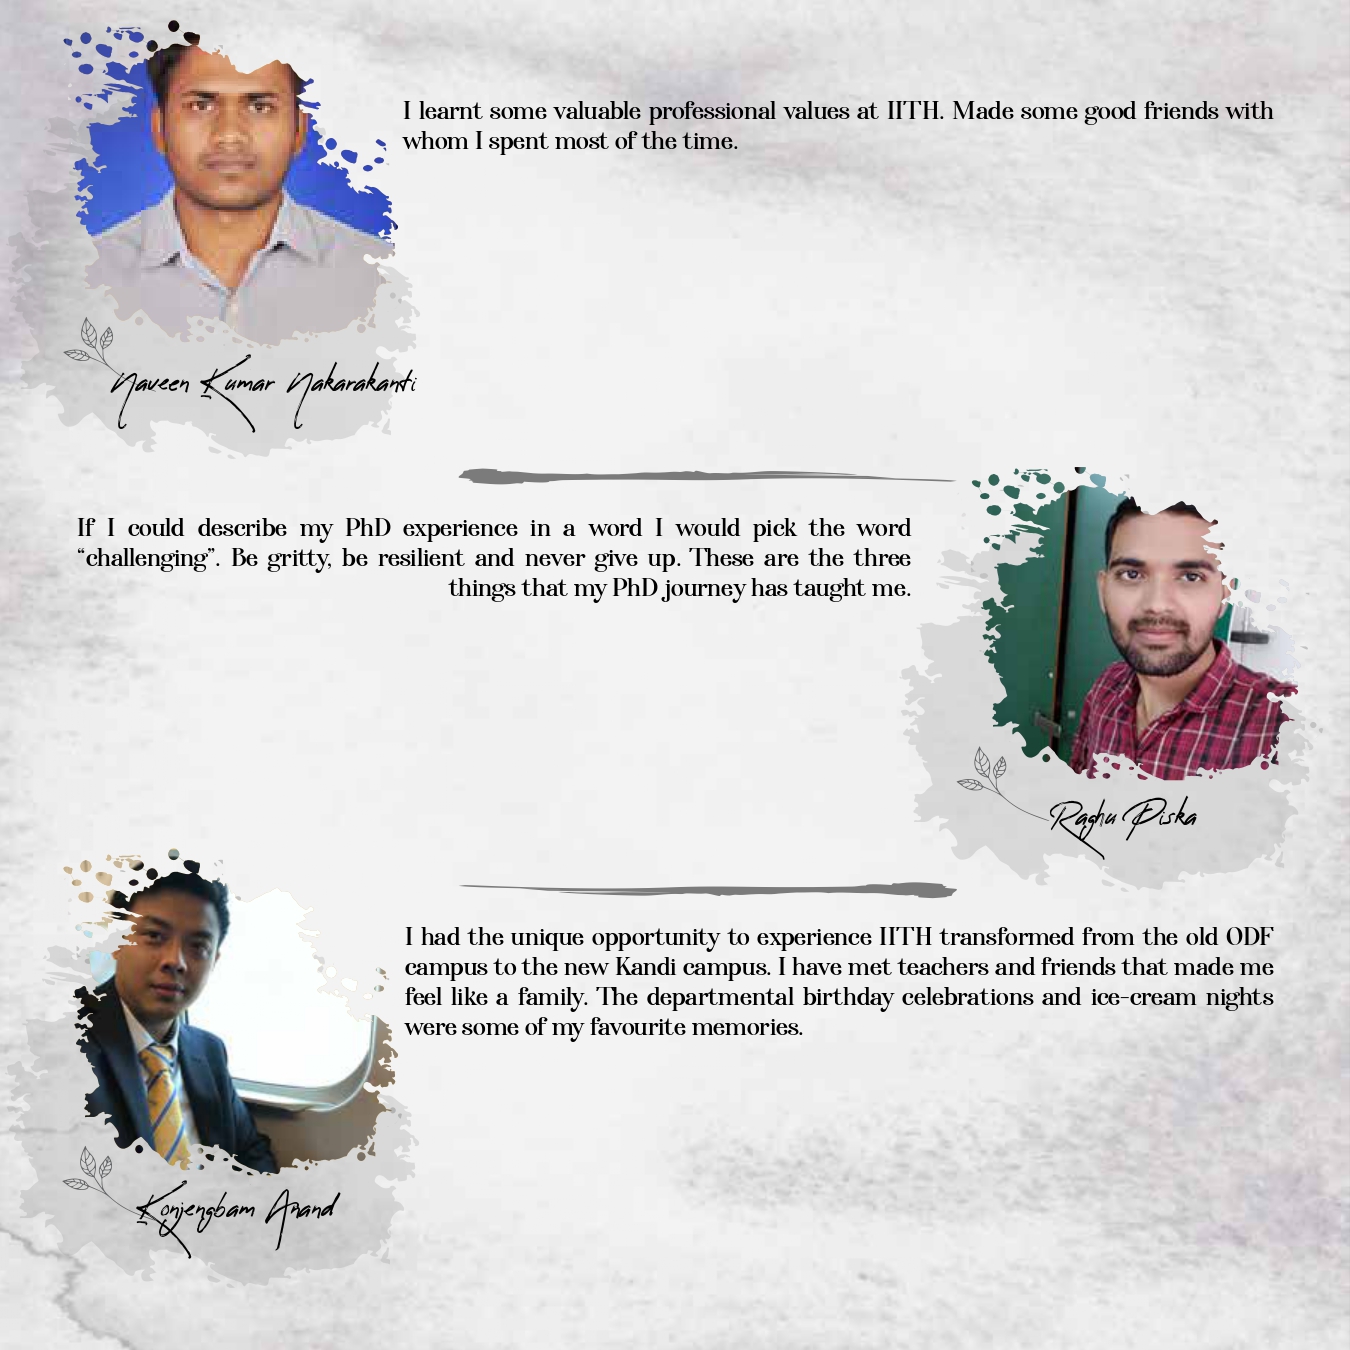 I learnt some valuable professional values at IITH. Made some good friends with
whom I spent most of the time.
Naveen Kumar Nakarakanti
If I could describe my PhD experience in a word I would pick the word
“challenging”. Be gritty, be resilient and never give up. These are the three
things that my PhD journey has taught me.
Raghu Piska
I had the unique opportunity to experience IITH transformed from the old ODF
campus to the new Kandi campus. I have met teachers and friends that made me
feel like a family. The departmental birthday celebrations and ice-cream nights
were some of my favourite memories.
Konjengbam Anand